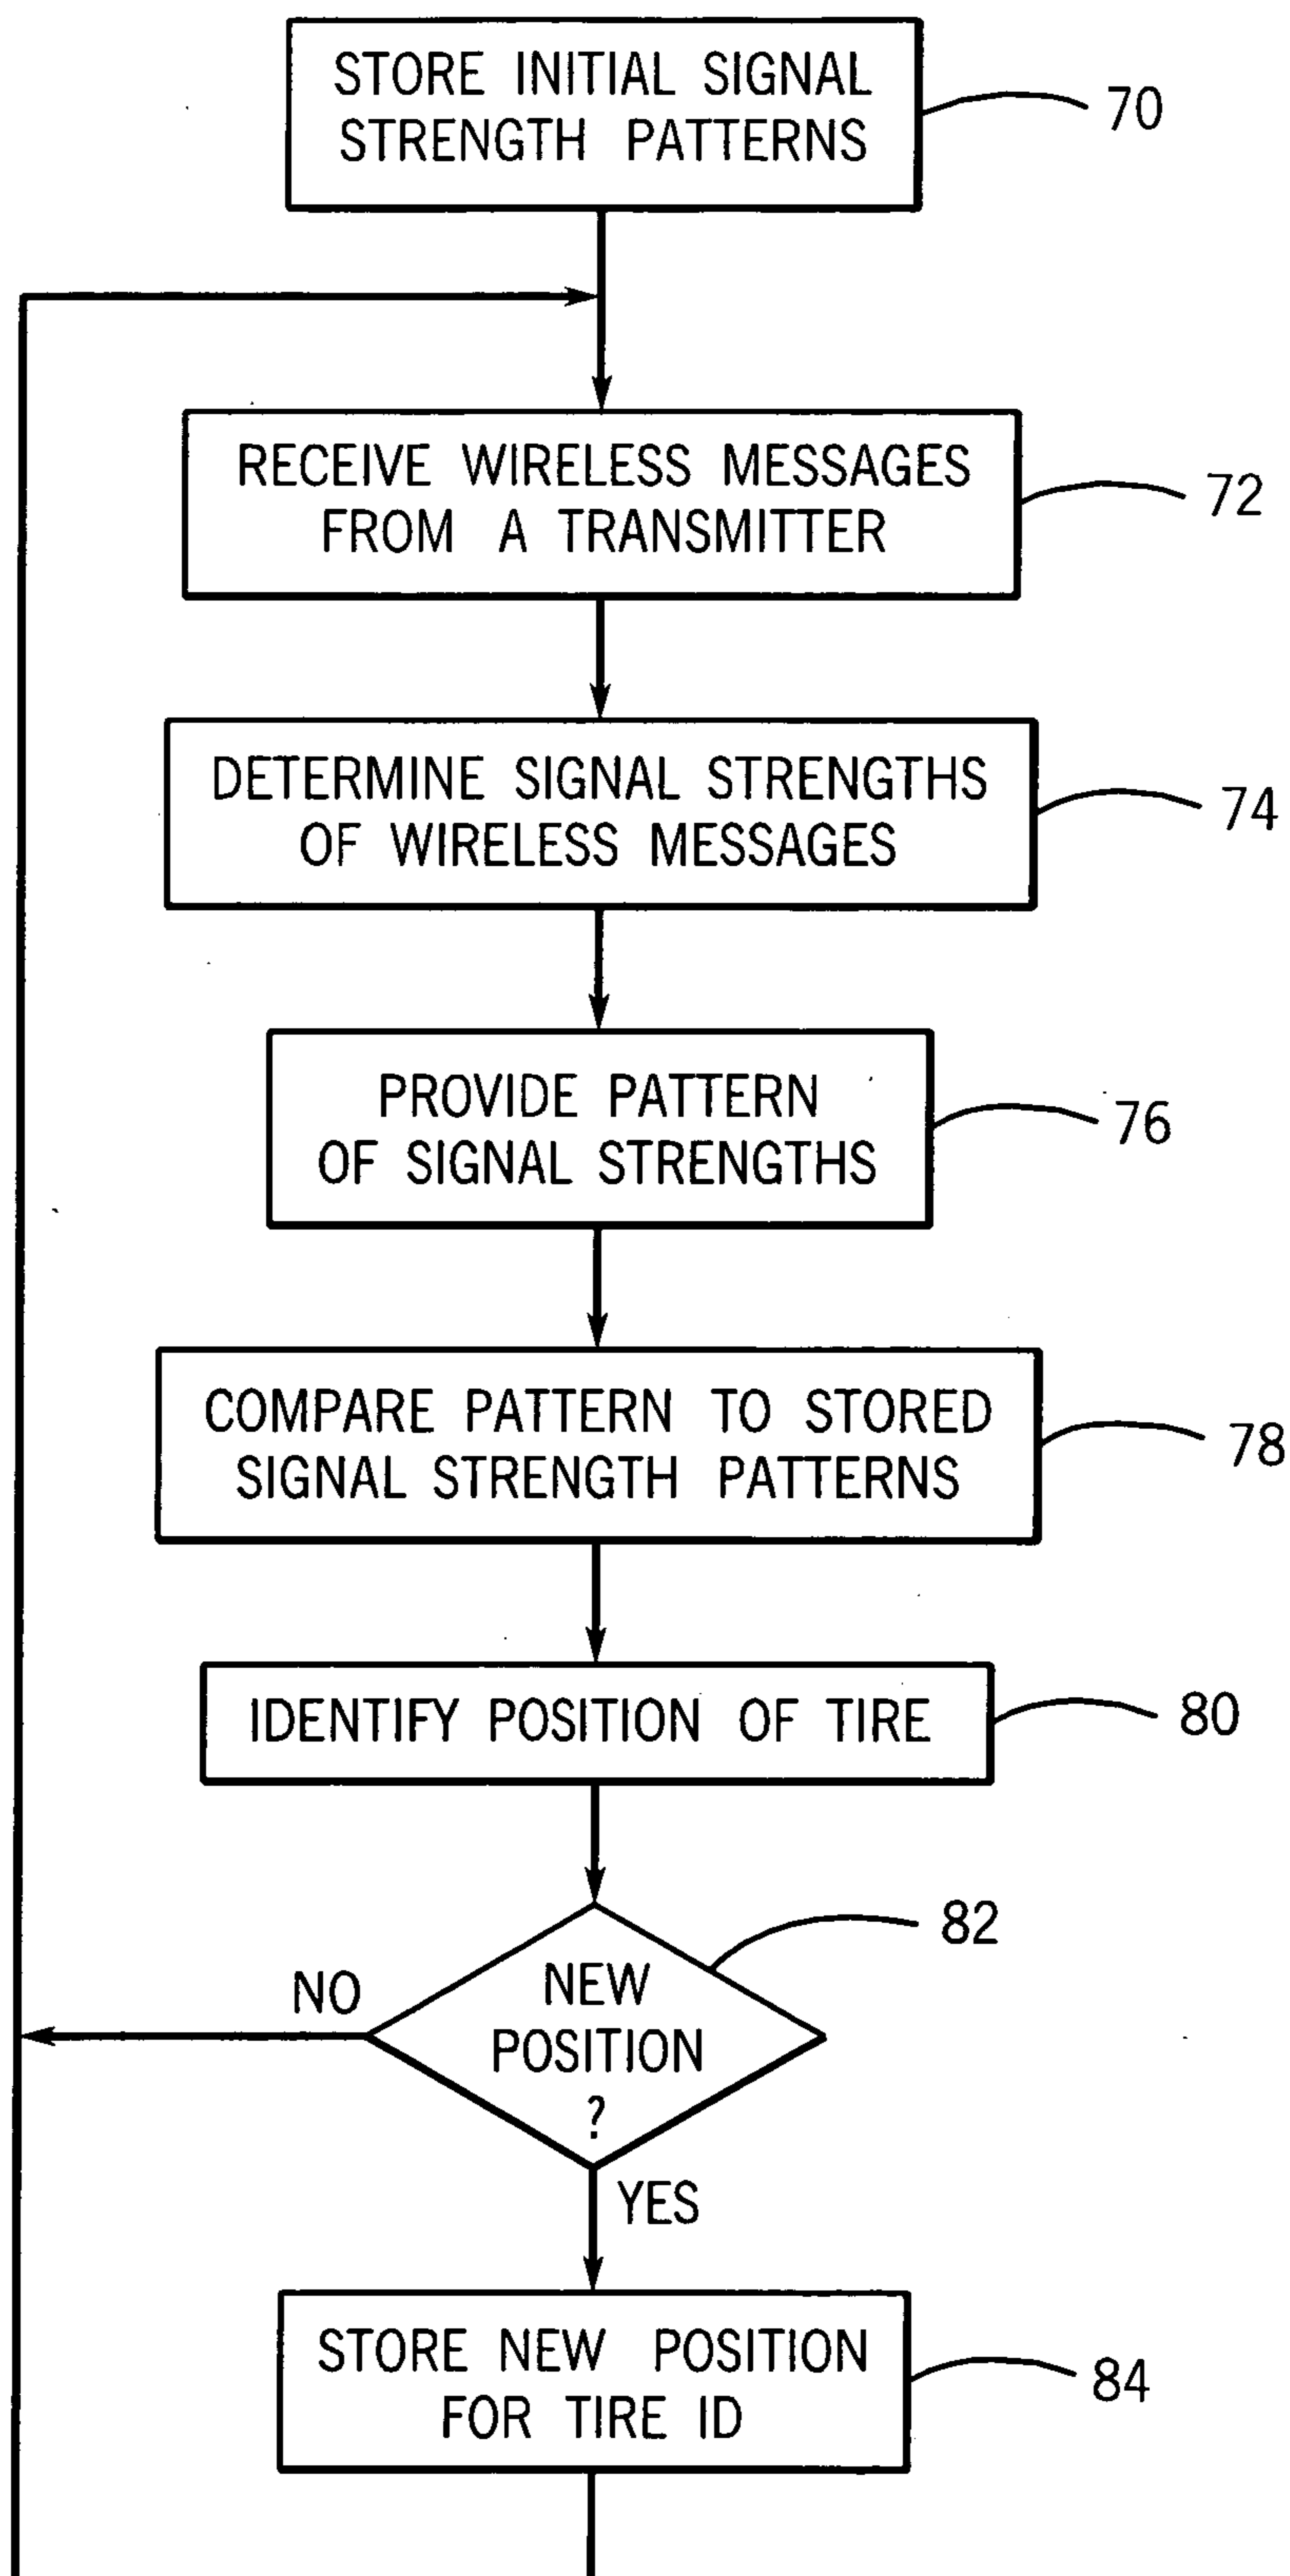 STORE INITIAL SIGNAL
STRENGTH PATTERNS
70
RECEIVE WIRELESS MESSAGES
FROM A TRANSMITTER
72
DETERMINE SIGNAL STRENGTHS
OF WIRELESS MESSAGES
74
PROVIDE PATTERN
OF SIGNAL STRENGTHS
76
COMPARE PATTERN TO STORED
SIGNAL STRENGTH PATTERNS
78
IDENTIFY POSITION OF TIRE
80
82
NO
NEW
POSITION
?
YES
STORE NEW POSITION
FOR TIRE ID
84